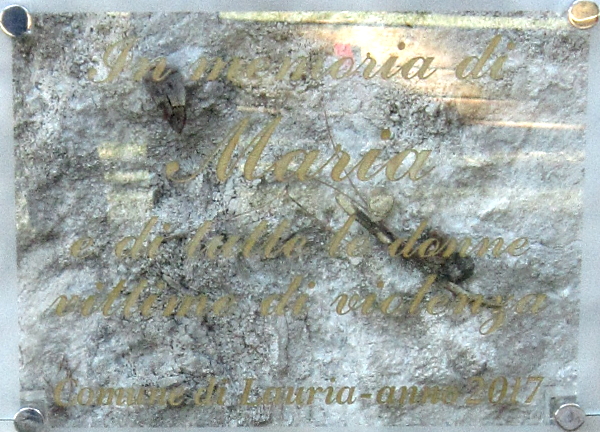 In memoria di
Maria
e di tutte le donne
vittime di violenza
Comune di Lauria - anno 2017